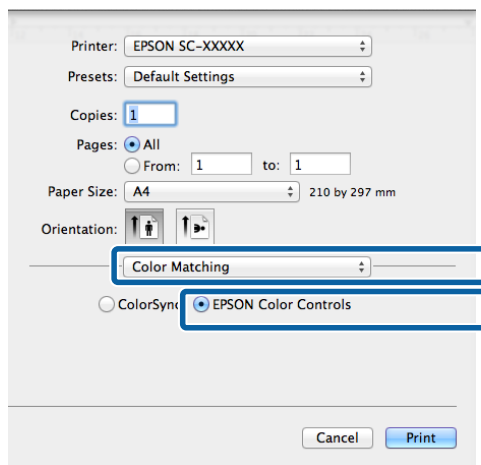 Printer: EPSON SC-XXXXX
Presets: Default Settings
Copies: 1
Pages: All
From: 1 to: 1
Paper Size: A4 210 by 297 mm
Orientation:
Color Matching
ColorSync EPSON Color Controls
Cancel Print